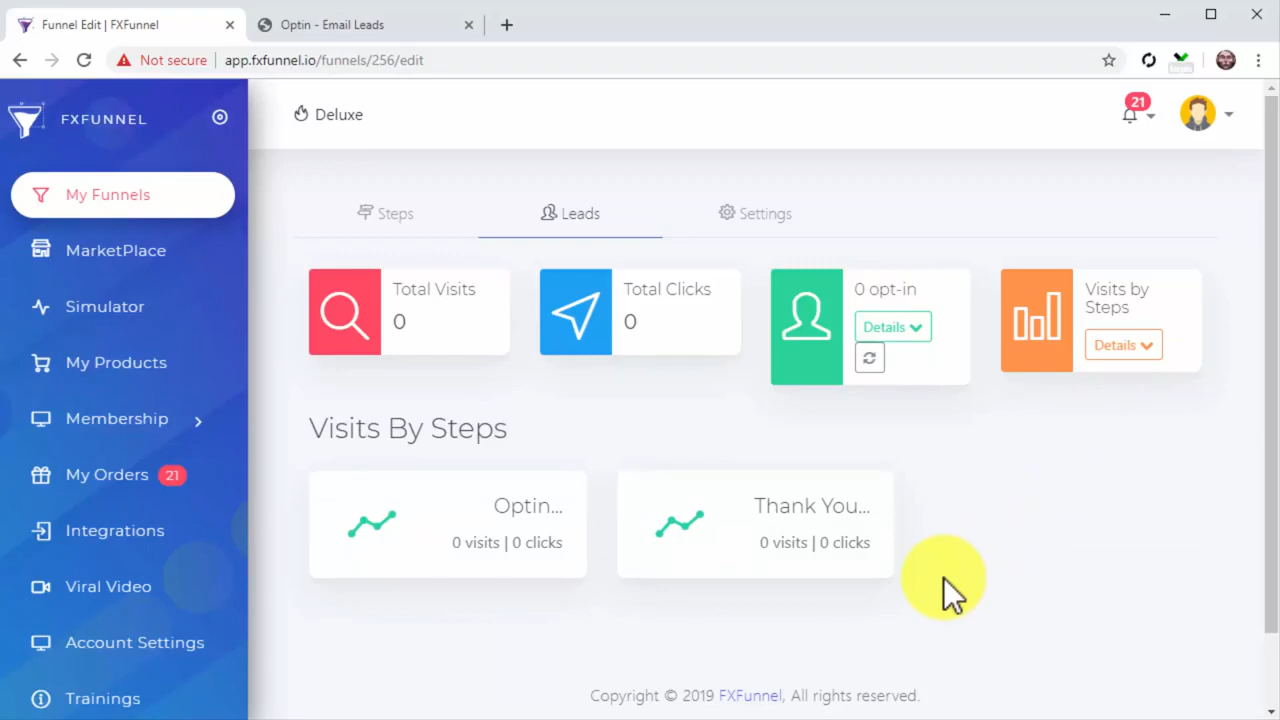 Funnel Edit | FXFunnel
Optin - Email Leads
Not secure
app.fxfunnel.io/funnels/256/edit
FXFUNNEL
My Funnels
MarketPlace
Simulator
My Products
Membership
My Orders 21
Integrations
Viral Video
Account Settings
Trainings
Deluxe
21
Steps
Leads
Settings
Total Visits
0
Total Clicks
0
0 opt-in
Details
Visits by
Steps
Details
Visits By Steps
Optin...
0 visits | 0 clicks
Thank You...
0 visits | 0 clicks
Copyright © 2019 FXFunnel, All rights reserved.